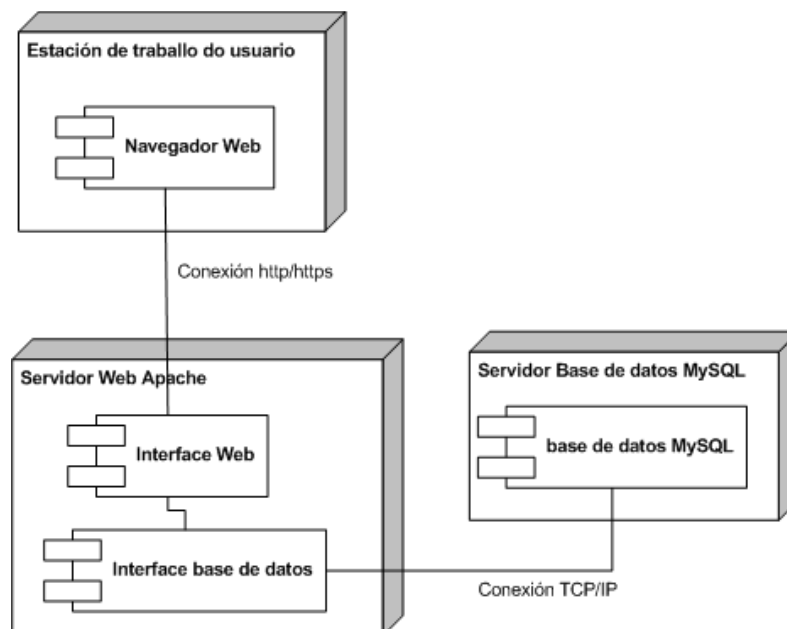 Estación de traballo do usuario
Navegador Web
Conexión http/https
Servidor Web Apache
Interface Web
Interface base de datos
Servidor Base de datos MySQL
base de datos MySQL
Conexión TCP/IP